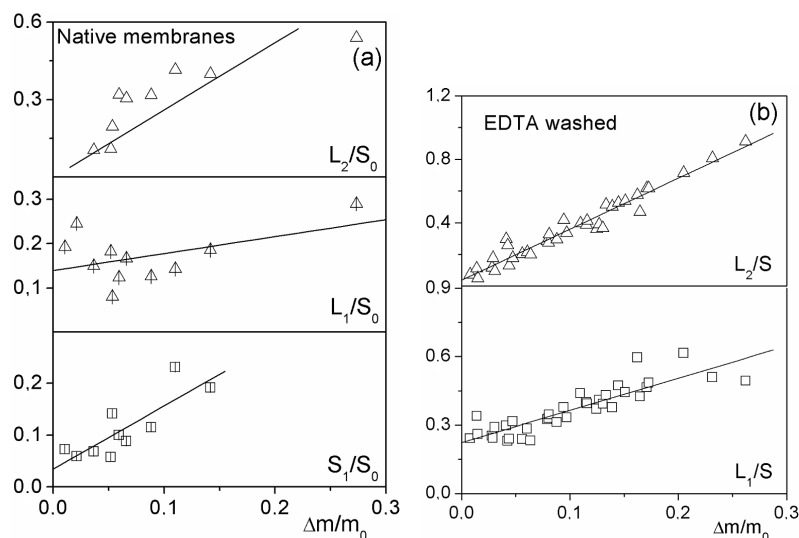 Native membranes
(a)
0.6
0.3
L2/S0
0.3
0.2
0.1
L1/S0
0.2
0.1
0.0
S1/S0
0.0 0.1 0.2 0.3
Δm/m0
EDTA washed
(b)
1.2
0.8
0.4
L2/S
0.9
0.6
0.3
0.0
L1/S
0.0 0.1 0.2 0.3
Δm/m0